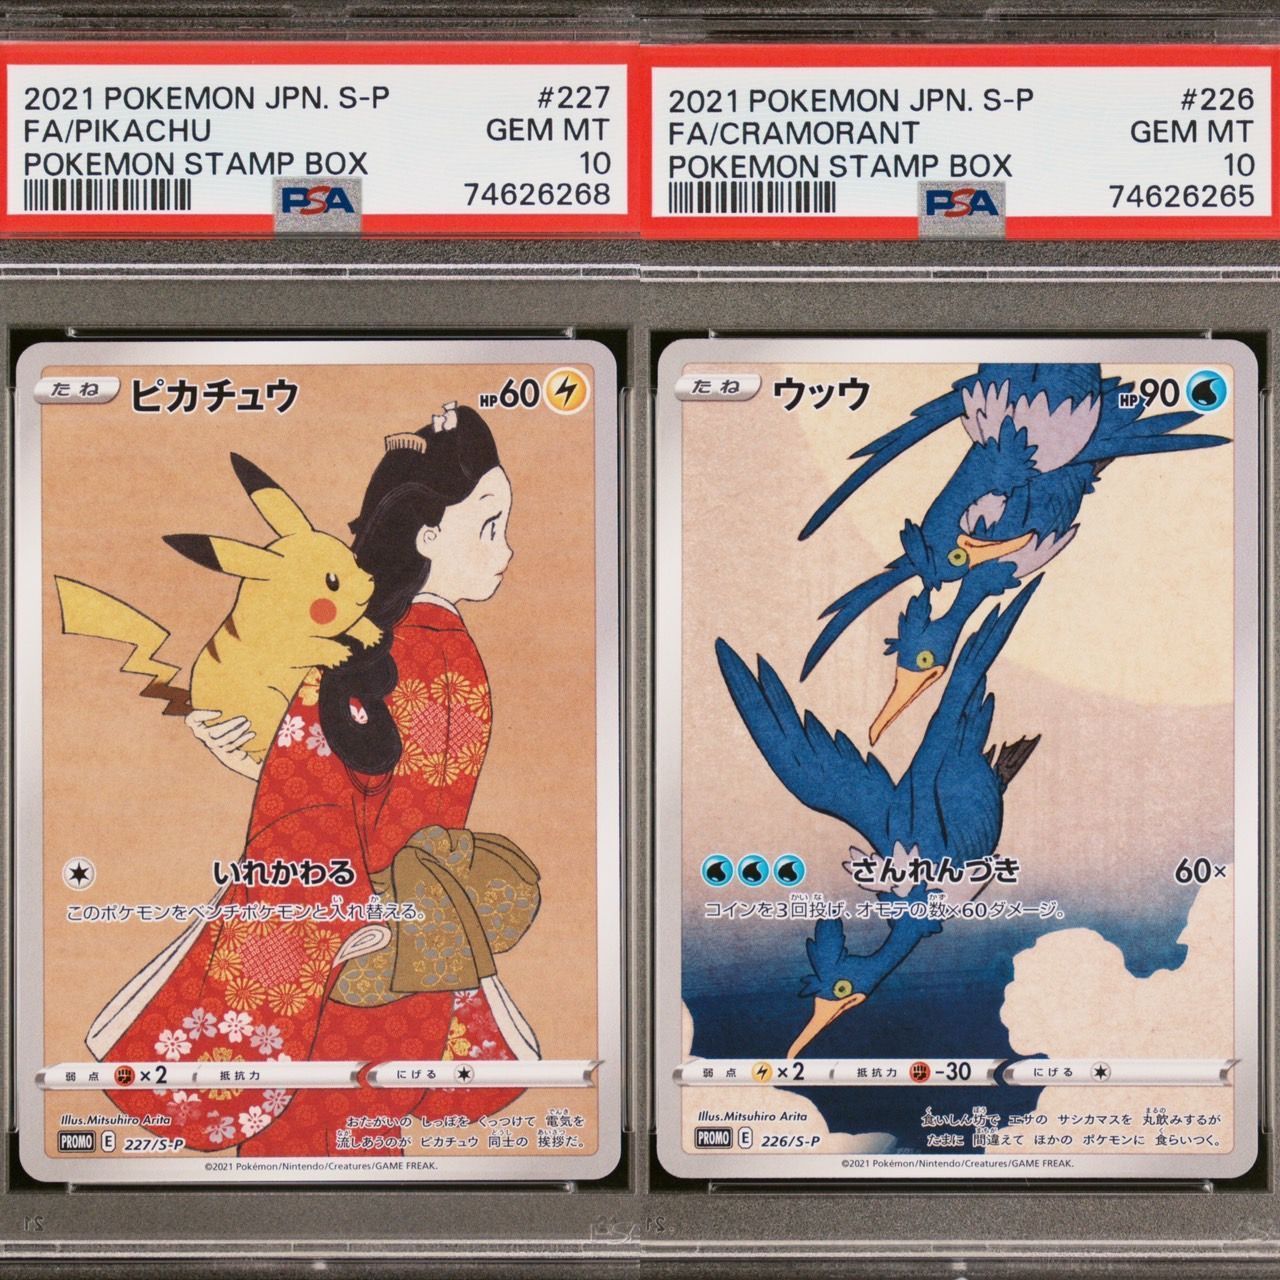 2021 POKEMON JPN. S-P #227
FA/PIKACHU GEM MT
POKEMON STAMP BOX 10
PSA 74626268
たね ピカチュウ HP60
いれかわる
このポケモンをベンチポケモンと入れ替える。
弱点 ×2 抵抗力 にげる
Illus.Mitsuhiro Arita
PROMO E 227/S-P
おたがいの しっぽを くっつけて 電気を
流しあうのが ピカチュウ 同士の 挨拶だ。
©2021 Pokémon/Nintendo/Creatures/GAME FREAK.
2021 POKEMON JPN. S-P #226
FA/CRAMORANT GEM MT
POKEMON STAMP BOX 10
PSA 74626265
たね ウッウ HP90
さんれんづき 60×
コインを3回投げ、オモテの数×60ダメージ。
弱点 ×2 抵抗力 -30 にげる
Illus.Mitsuhiro Arita
PROMO E 226/S-P
食いしん坊で エサの サシカマスを 丸飲みするが
たまに 間違えて ほかの ポケモンに 食らいつく。
©2021 Pokémon/Nintendo/Creatures/GAME FREAK.